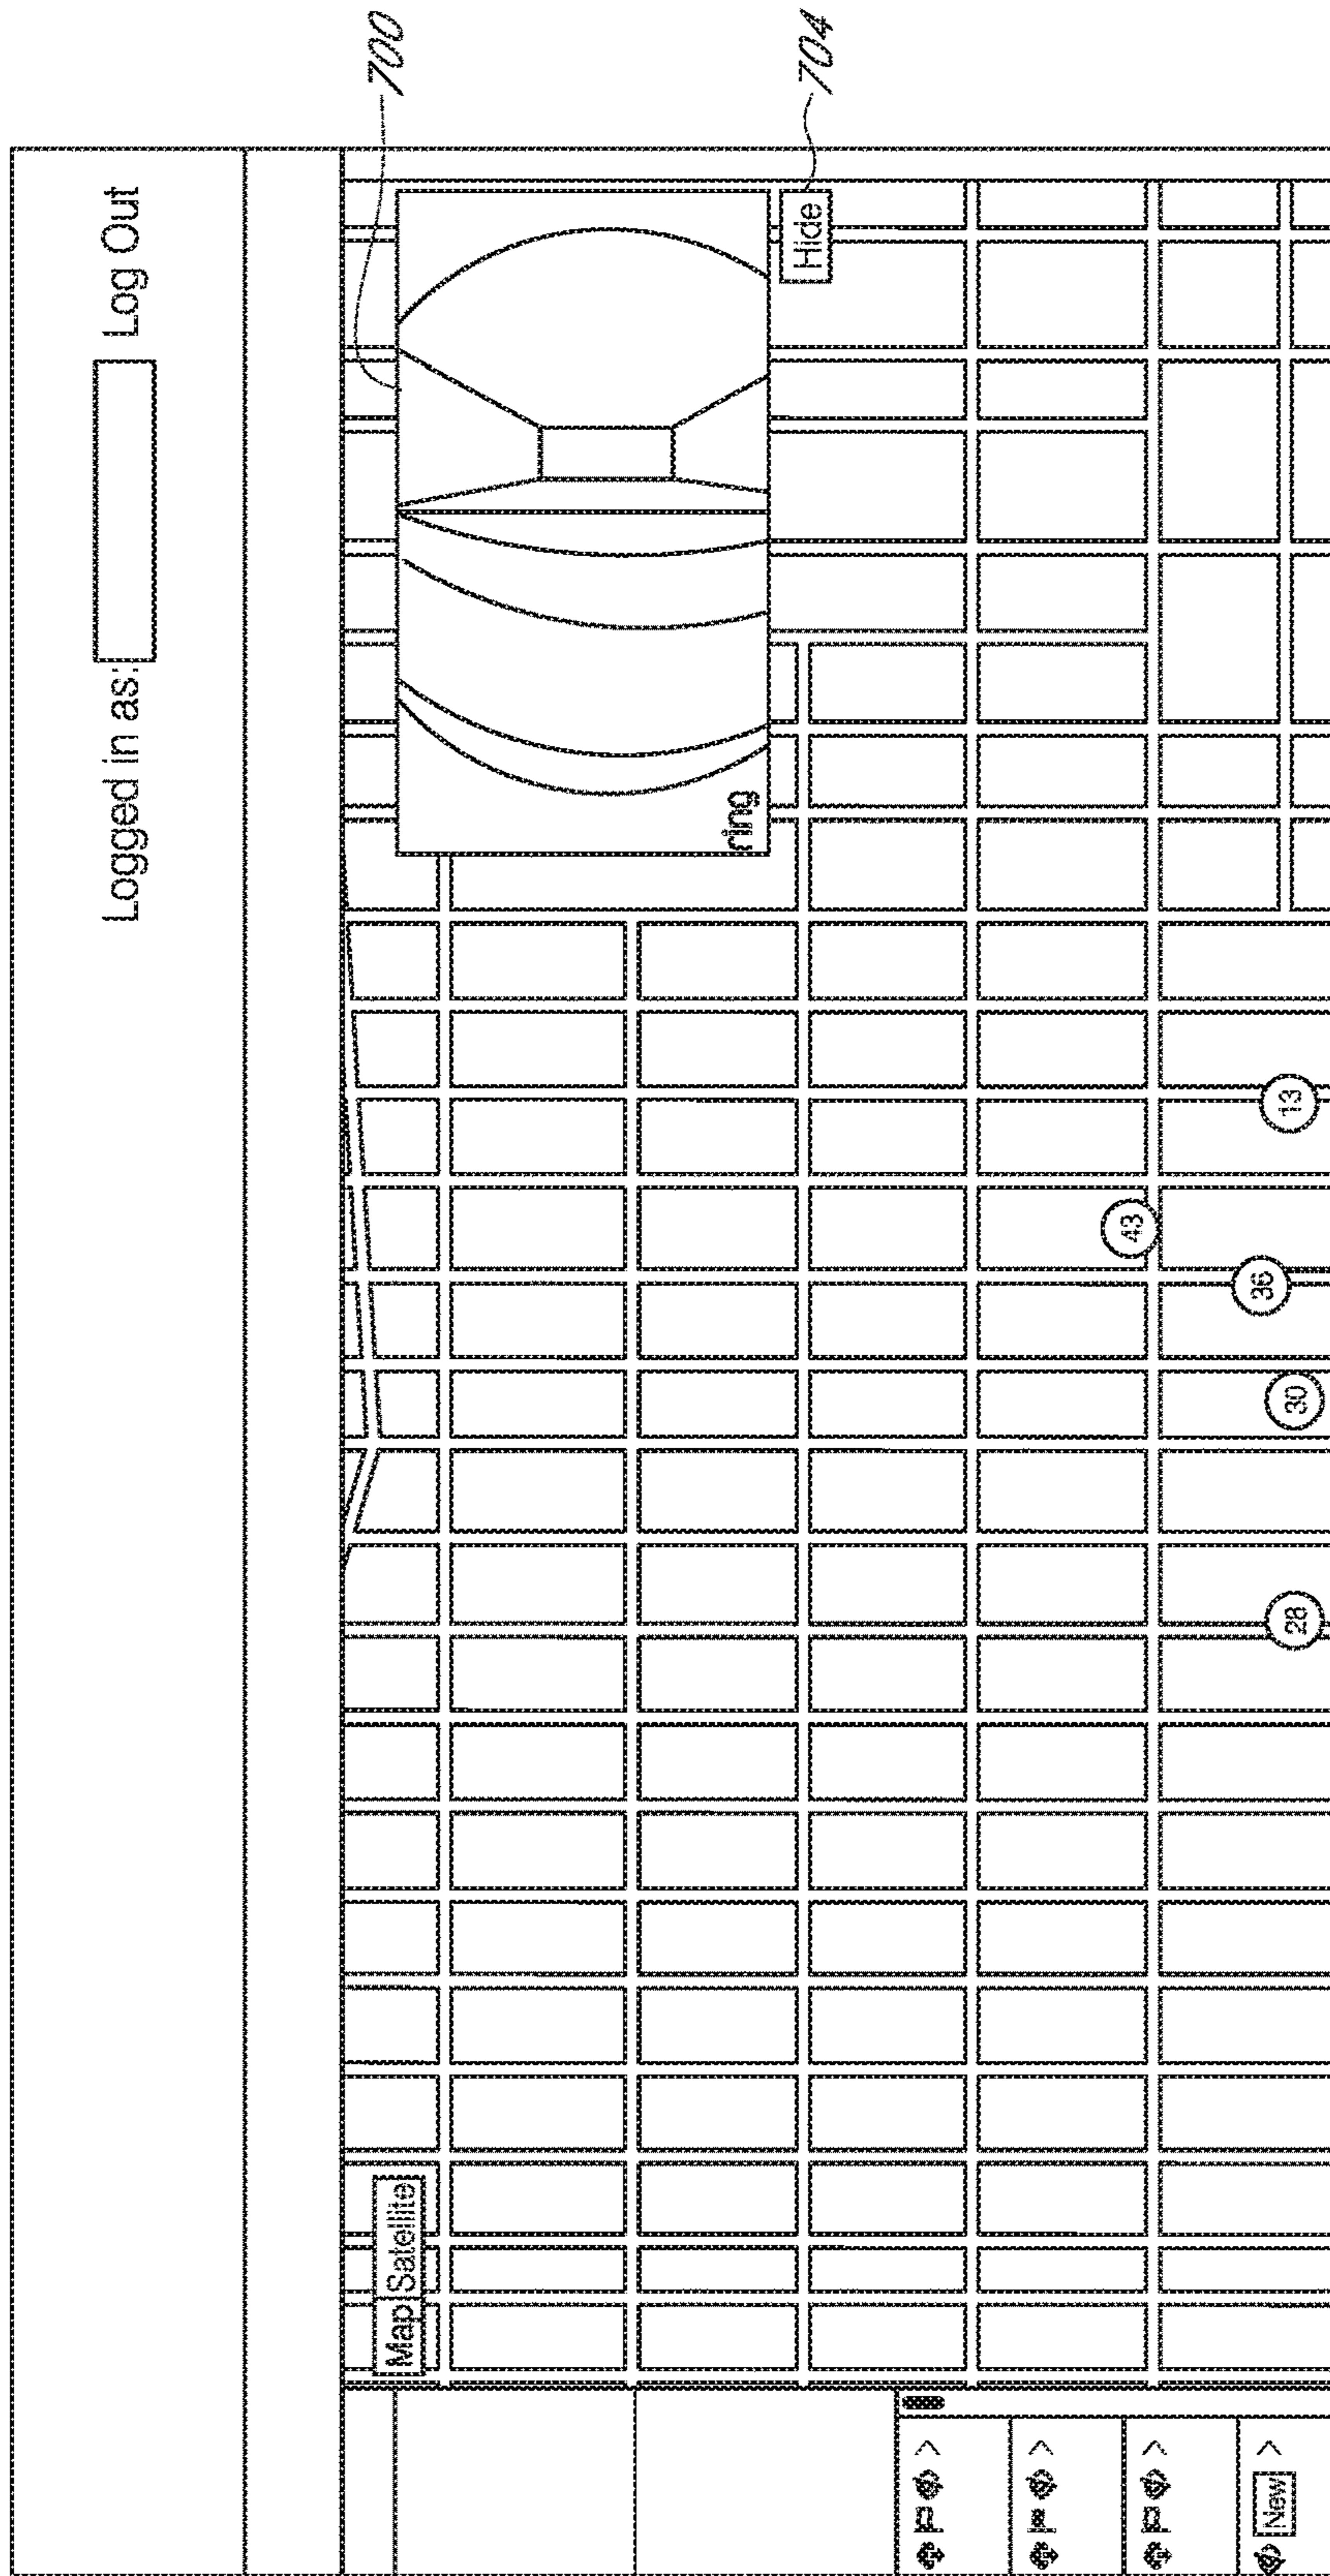 Logged in as: Log Out
Map Satellite
700
ring
Hide
704
43
13
36
30
28
>
>
>
New >